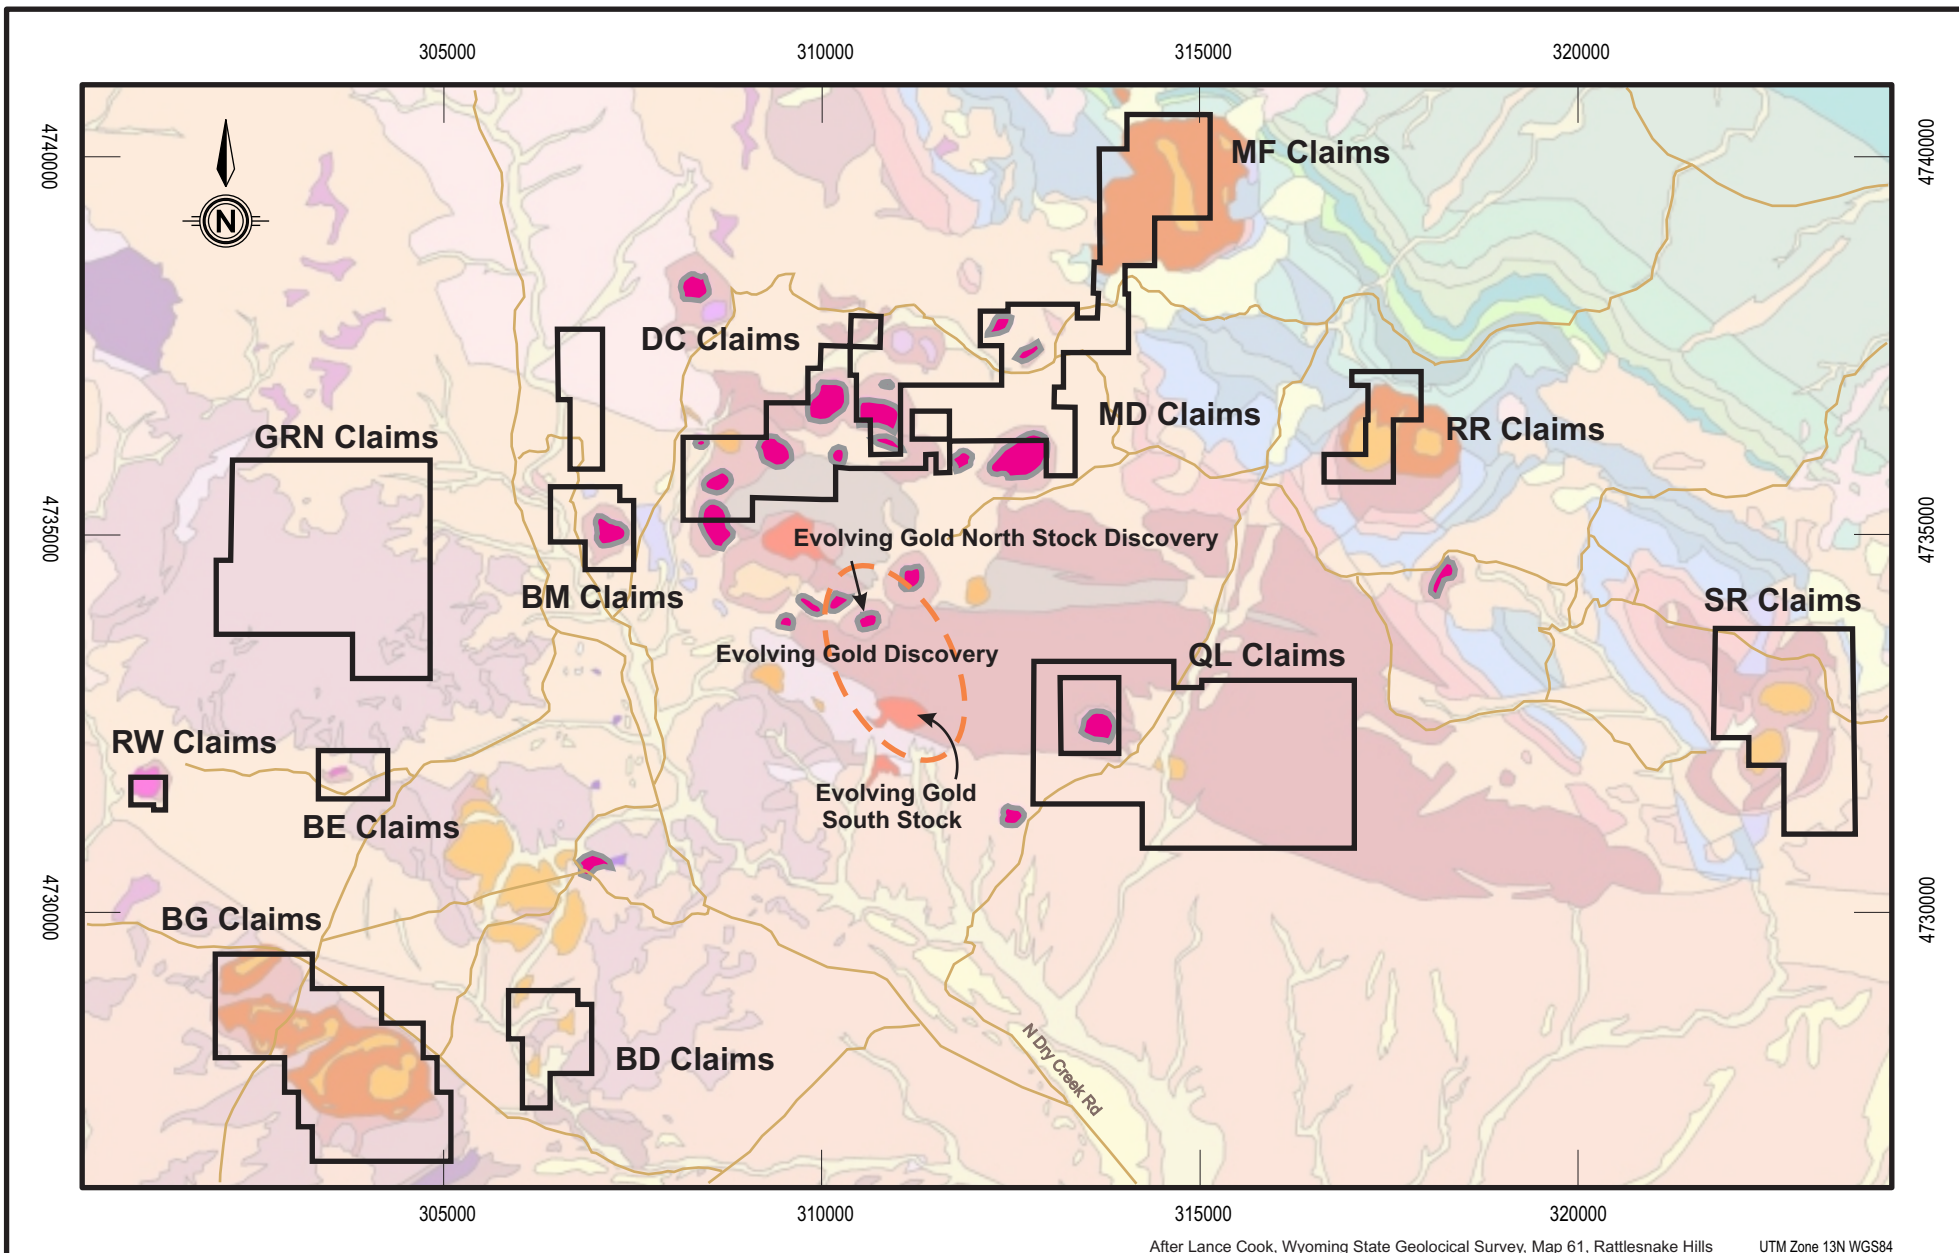 305000
310000
315000
320000
4740000
4740000
N
MF Claims
DC Claims
MD Claims
RR Claims
GRN Claims
4735000
4735000
Evolving Gold North Stock Discovery
BM Claims
SR Claims
Evolving Gold Discovery
QL Claims
RW Claims
BE Claims
Evolving Gold
South Stock
4730000
4730000
BG Claims
BD Claims
N Dry Creek Rd
305000
310000
315000
320000
After Lance Cook, Wyoming State Geolocical Survey, Map 61, Rattlesnake Hills
UTM Zone 13N WGS84